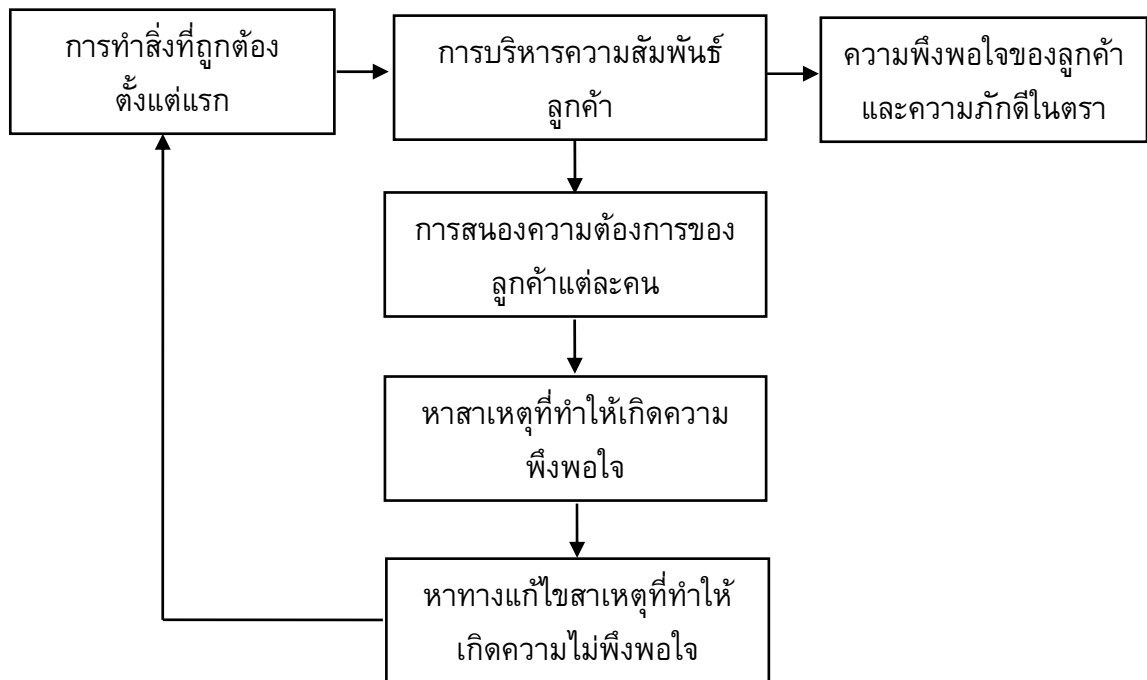 การทำสิ่งที่ถูกต้อง
ตั้งแต่แรก
การบริหารความสัมพันธ์
ลูกค้า
ความพึงพอใจของลูกค้า
และความภักดีในตรา
การสนองความต้องการของ
ลูกค้าแต่ละคน
หาสาเหตุที่ทำให้เกิดความ
พึงพอใจ
หาทางแก้ไขสาเหตุที่ทำให้
เกิดความไม่พึงพอใจ